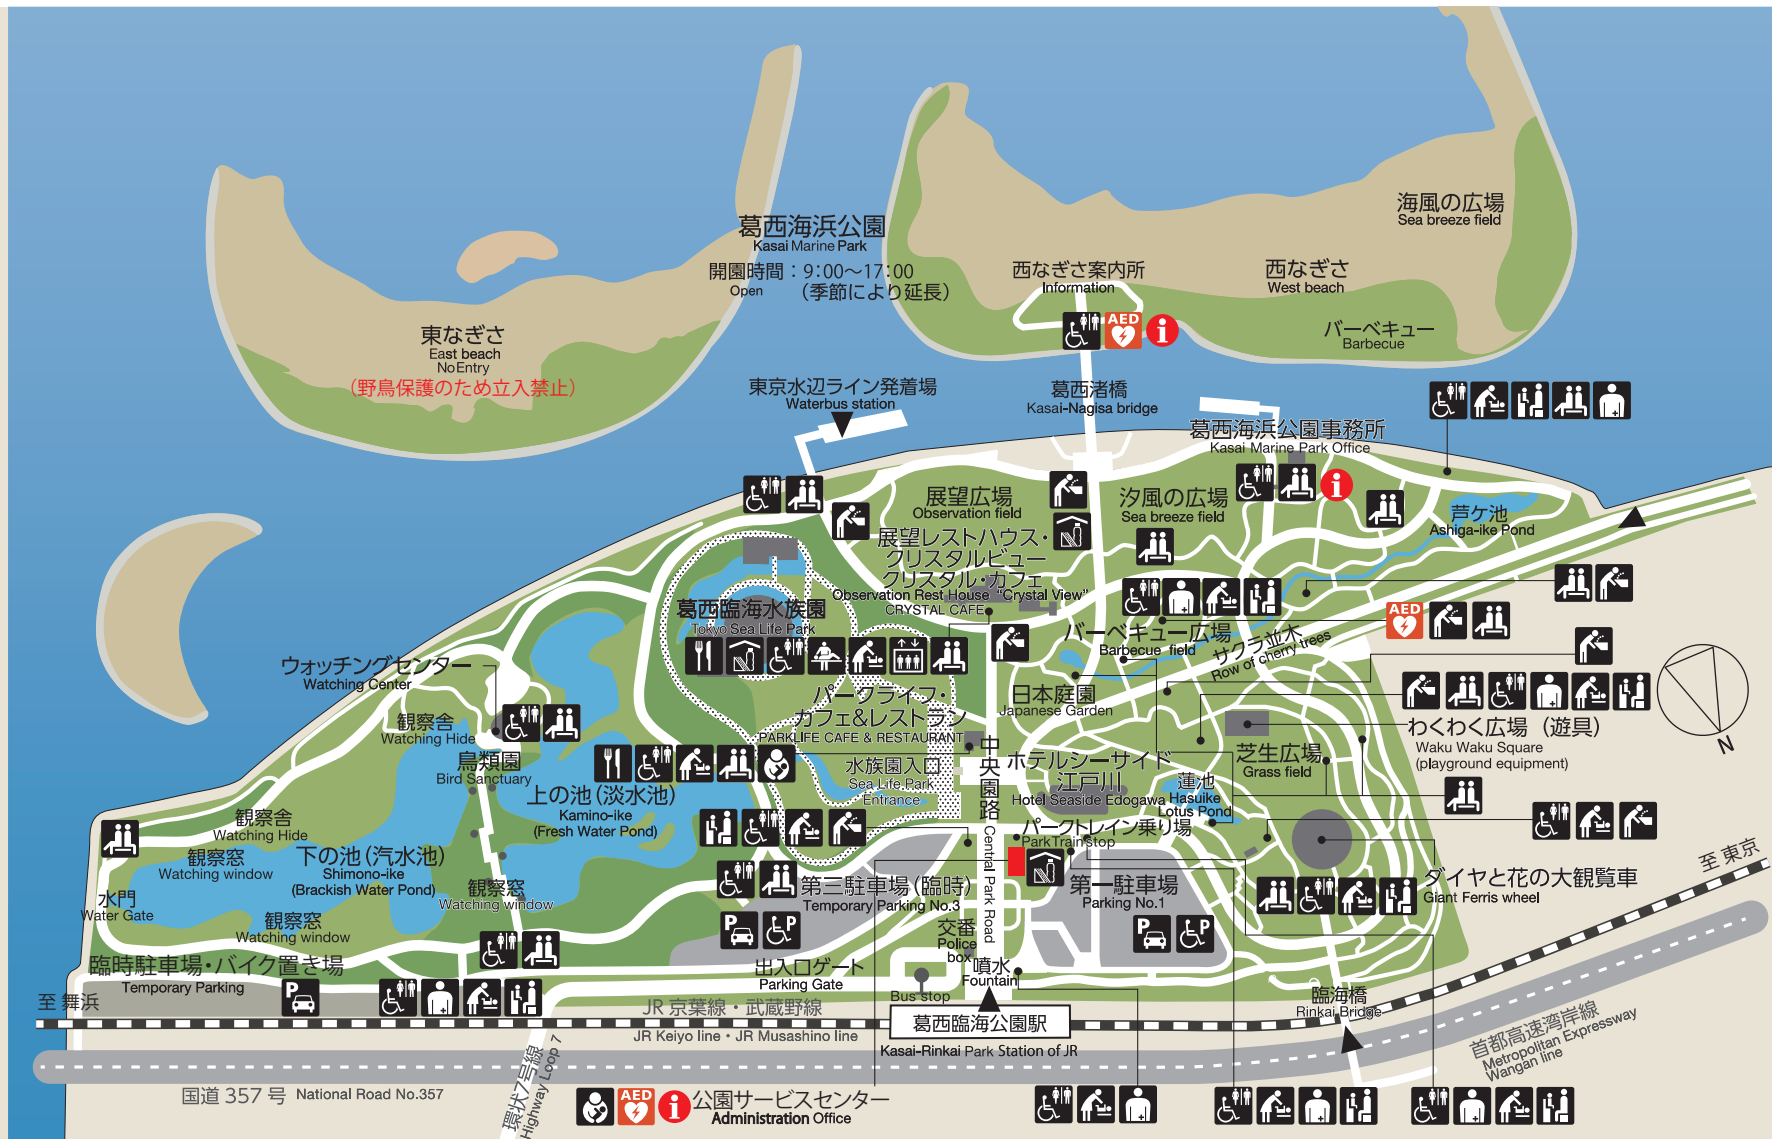 海風の広場
Sea breeze field
葛西海浜公園
Kasai Marine Park
開園時間：9:00〜17:00
Open （季節により延長）
西なぎさ案内所
Information
AED
i
西なぎさ
West beach
バーベキュー
Barbecue
東なぎさ
East beach
No Entry
（野鳥保護のため立入禁止）
東京水辺ライン発着場
Waterbus station
葛西渚橋
Kasai-Nagisa bridge
葛西海浜公園事務所
Kasai Marine Park Office
i
展望広場
Observation field
汐風の広場
Sea breeze field
芦ケ池
Ashiga-ike Pond
展望レストハウス・
クリスタルビュー
クリスタル・カフェ
Observation Rest House "Crystal View"
CRYSTAL CAFE
葛西臨海水族園
Tokyo Sea Life Park
バーベキュー広場
Barbecue field
サクラ並木
Row of cherry trees
AED
ウォッチングセンター
Watching Center
パークライフ・
カフェ&レストラン
PARKLIFE CAFE & RESTAURANT
日本庭園
Japanese Garden
観察舎
Watching Hide
わくわく広場（遊具）
Waku Waku Square
(playground equipment)
N
鳥類園
Bird Sanctuary
水族園入口
Sea Life Park
Entrance
中央園路
Central Park Road
ホテルシーサイド
江戸川
Hotel Seaside Edogawa
芝生広場
Grass field
蓮池
Hasuike
Lotus Pond
上の池（淡水池）
Kamino-ike
(Fresh Water Pond)
観察舎
Watching Hide
パークトレイン乗り場
Park Train stop
観察窓
Watching window
下の池（汽水池）
Shimono-ike
(Brackish Water Pond)
観察窓
Watching window
第三駐車場（臨時）
Temporary Parking No.3
第一駐車場
Parking No.1
ダイヤと花の大観覧車
Giant Ferris wheel
至 東京
水門
Water Gate
観察窓
Watching window
P
P
P
P
交番
Police
box
臨時駐車場・バイク置き場
Temporary Parking
P
出入口ゲート
Parking Gate
噴水
Fountain
Bus stop
臨海橋
Rinkai Bridge
至 舞浜
JR 京葉線・武蔵野線
JR Keiyo line・JR Musashino line
葛西臨海公園駅
Kasai-Rinkai Park Station of JR
首都高速湾岸線
Metropolitan Expressway
Wangan line
国道 357 号 National Road No.357
環状7号線
Highway Loop 7
AED
i
公園サービスセンター
Administration Office